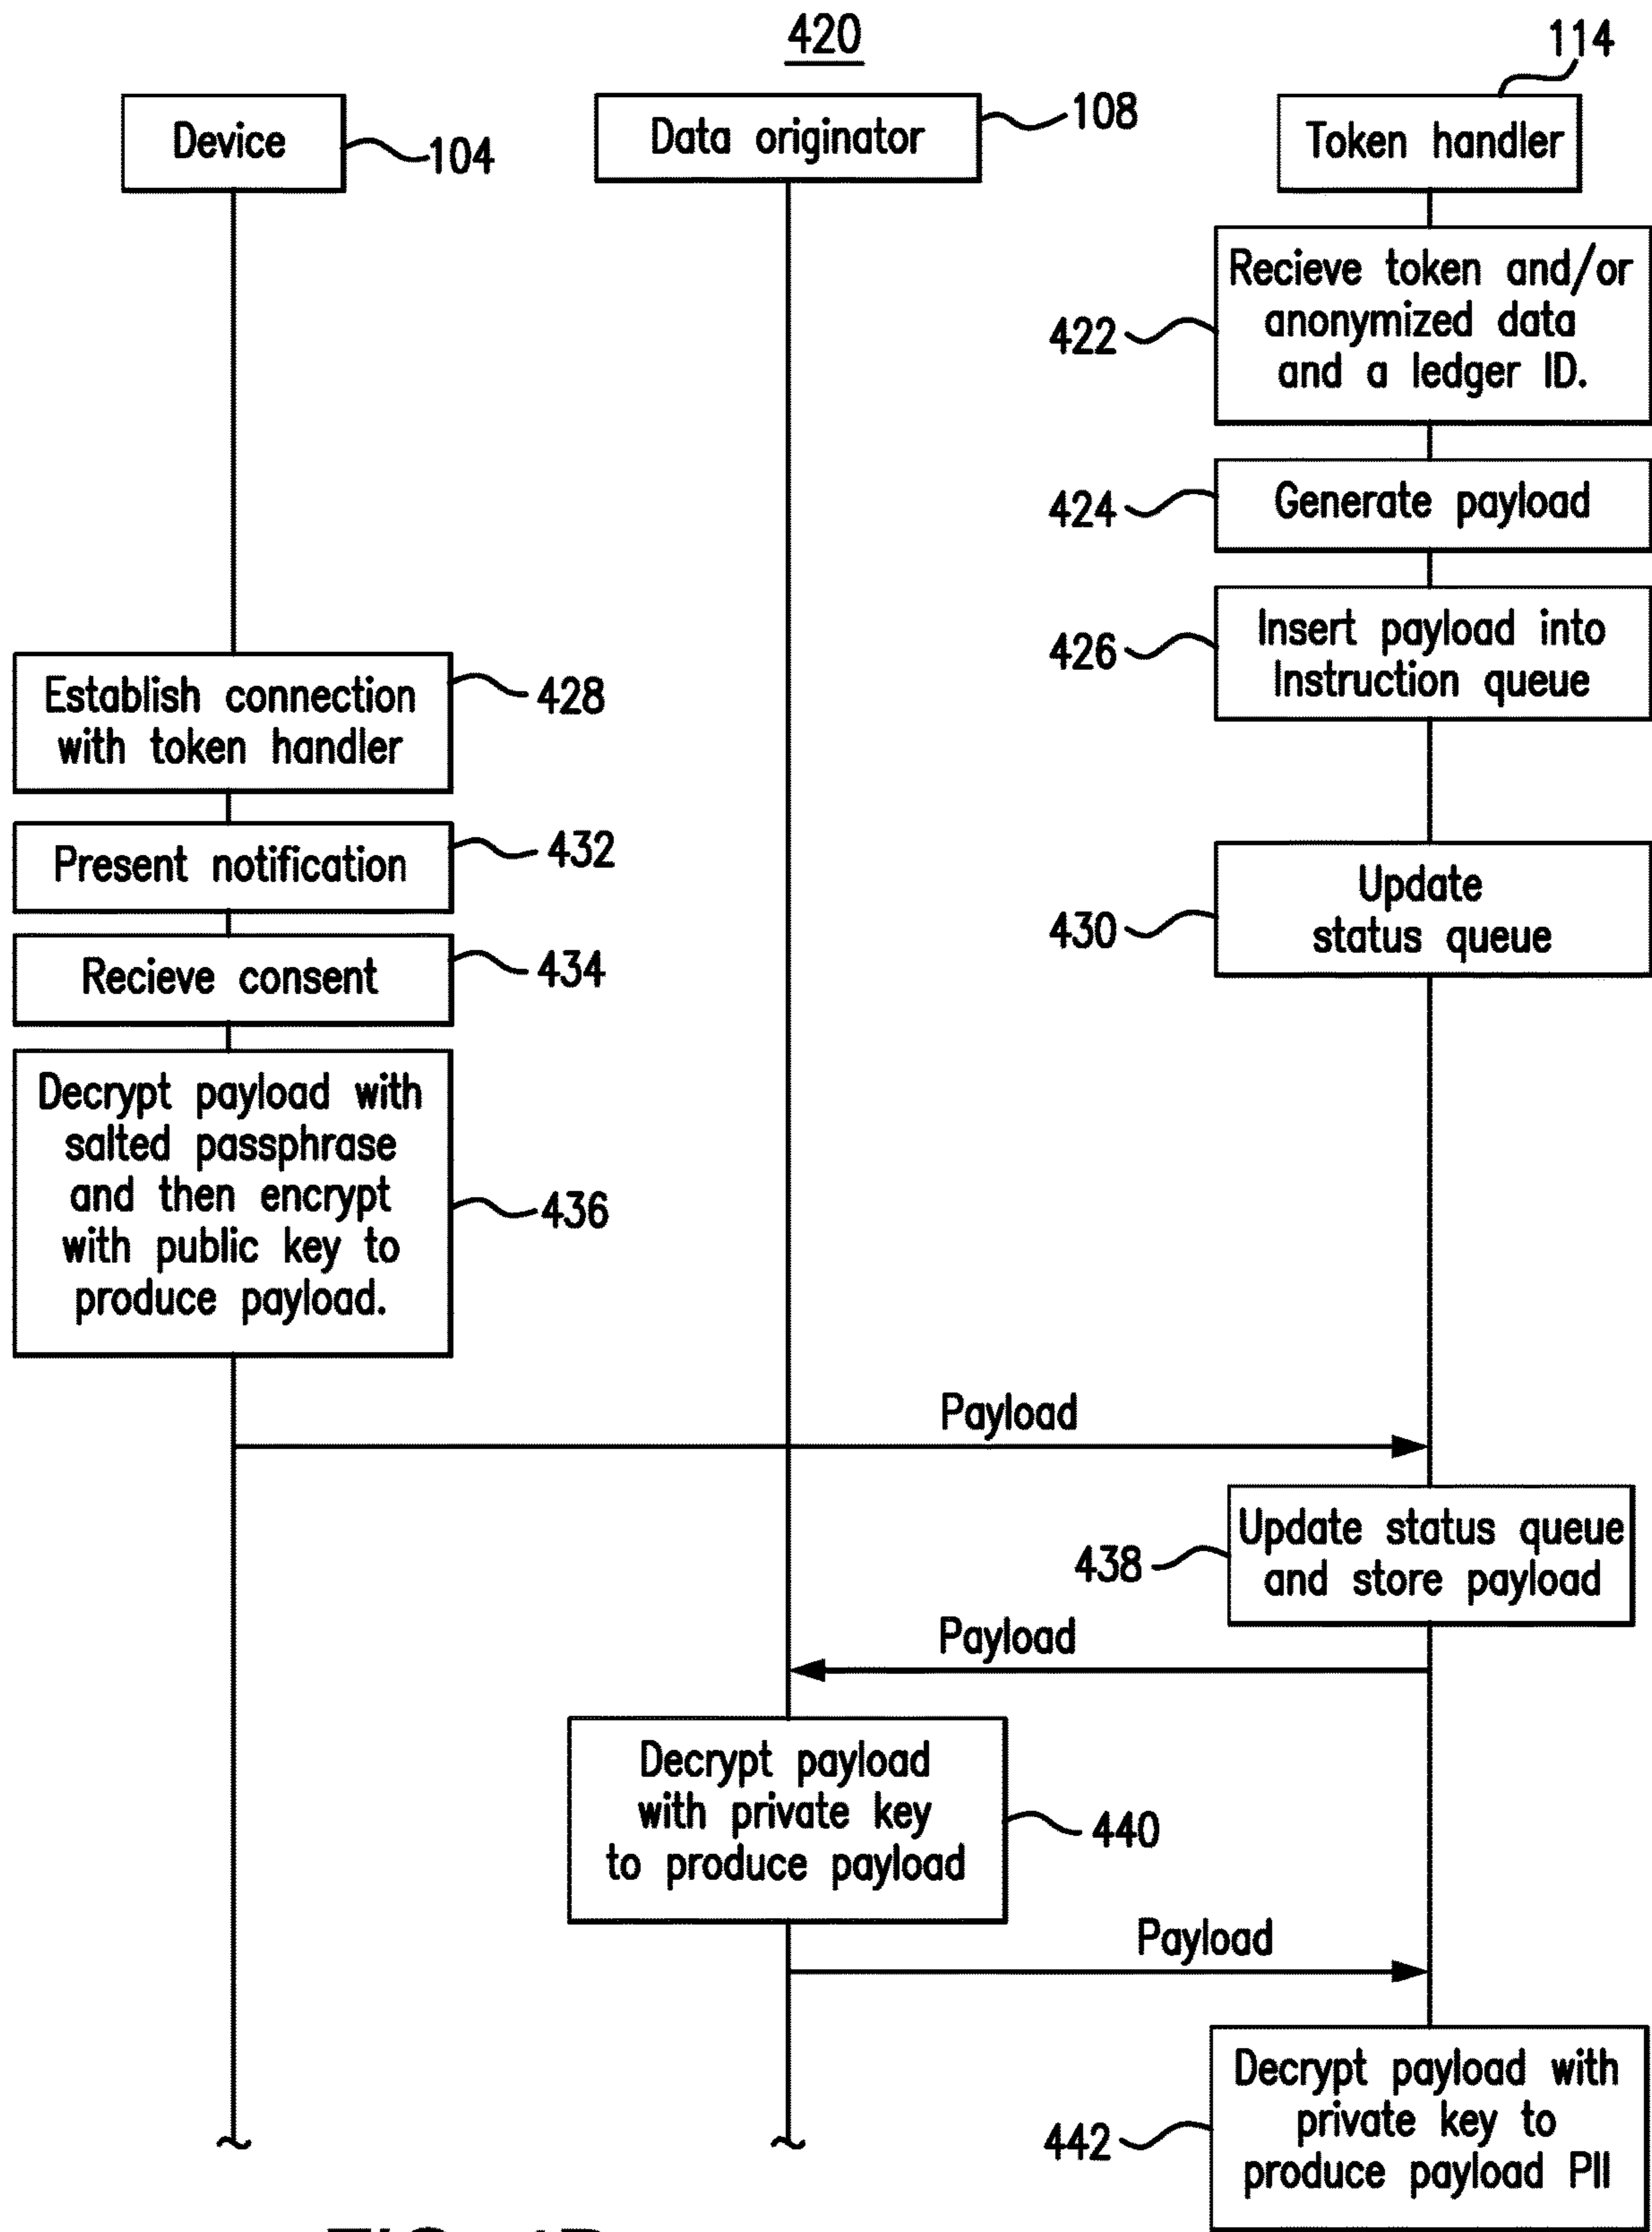 420
114
Device
104
Data originator
108
Token handler
Recieve token and/or
anonymized data
and a ledger ID.
422
Generate payload
424
Insert payload into
Instruction queue
426
Establish connection
with token handler
428
Present notification
432
Update
status queue
430
Recieve consent
434
Decrypt payload with
salted passphrase
and then encrypt
with public key to
produce payload.
436
Payload
Update status queue
and store payload
438
Payload
Decrypt payload
with private key
to produce payload
440
Payload
Decrypt payload with
private key to
produce payload PII
442